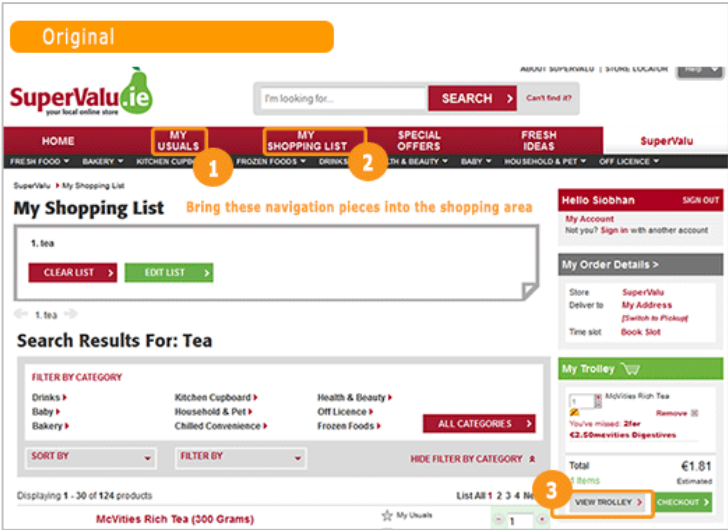 Original
ABOUT SUPERVALU | STORE LOCATOR Help
SuperValu.ie
your local online store
I'm looking for...
SEARCH >
Can't find it?
HOME
MY USUALS
MY SHOPPING LIST
SPECIAL OFFERS
FRESH IDEAS
SuperValu
1
2
FRESH FOOD BAKERY KITCHEN CUPB FROZEN FOODS DRINKS TH & BEAUTY BABY HOUSEHOLD & PET OFF LICENCE
SuperValu My Shopping List
My Shopping List
Bring these navigation pieces into the shopping area
1. tea
CLEAR LIST >
EDIT LIST >
1. tea
Search Results For: Tea
FILTER BY CATEGORY
Drinks Kitchen Cupboard Health & Beauty
Baby Household & Pet Off Licence
Bakery Chilled Convenience Frozen Foods
ALL CATEGORIES >
SORT BY
FILTER BY
HIDE FILTER BY CATEGORY
Displaying 1 - 30 of 124 products
List All 1 2 3 4 Ne
McVities Rich Tea (300 Grams)
My Usuals
1
Hello Siobhan SIGN OUT
My Account
Not you? Sign in with another account
My Order Details >
Store SuperValu
Deliver to My Address
[Switch to Pickup]
Time slot Book Slot
My Trolley
1 McVities Rich Tea
Remove
You've missed 2for
€2.50mcvities Digestives
Total €1.81
Items Estimated
3
VIEW TROLLEY >
CHECKOUT >